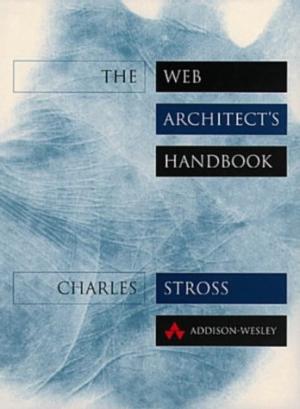 THE WEB
ARCHITECT'S
HANDBOOK
CHARLES STROSS
ADDISON-WESLEY